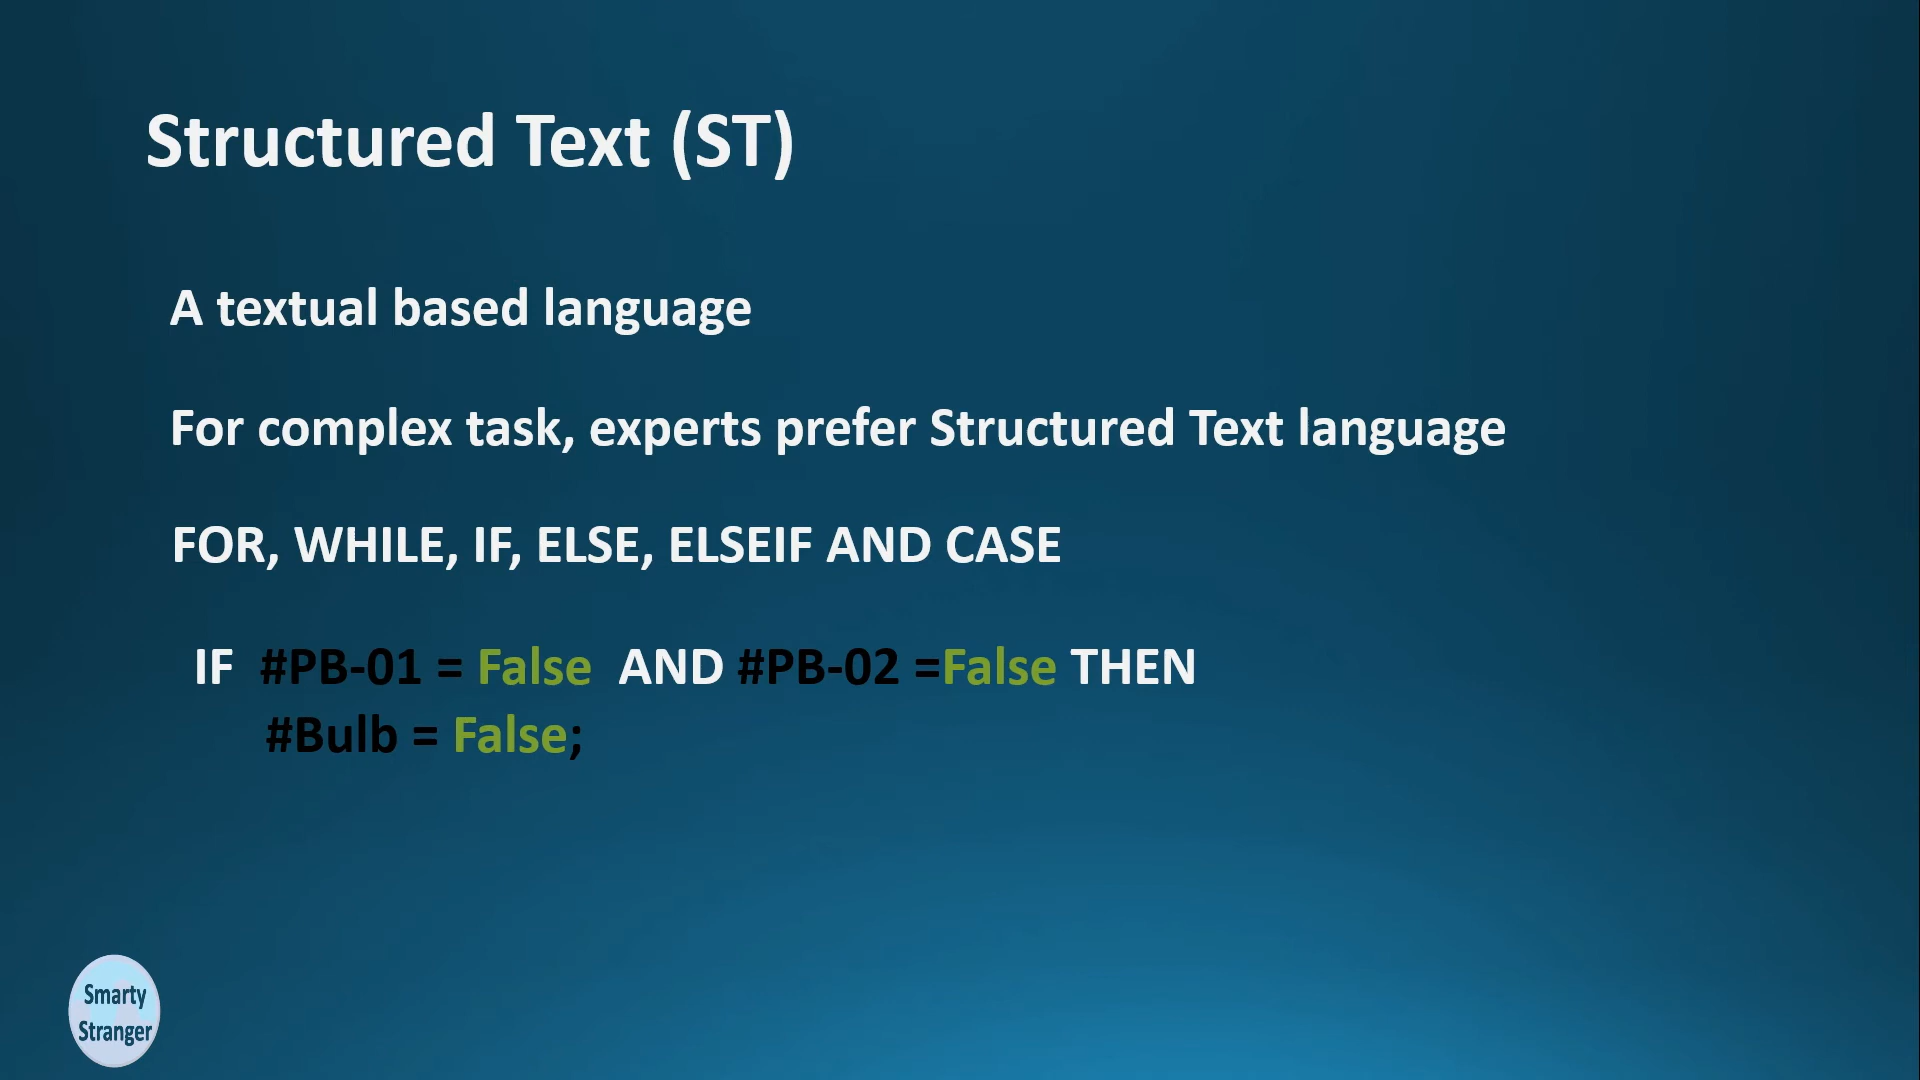 Structured Text (ST)
A textual based language
For complex task, experts prefer Structured Text language
FOR, WHILE, IF, ELSE, ELSEIF AND CASE
IF #PB-01 = False AND #PB-02 =False THEN
#Bulb = False;
Smarty
Stranger